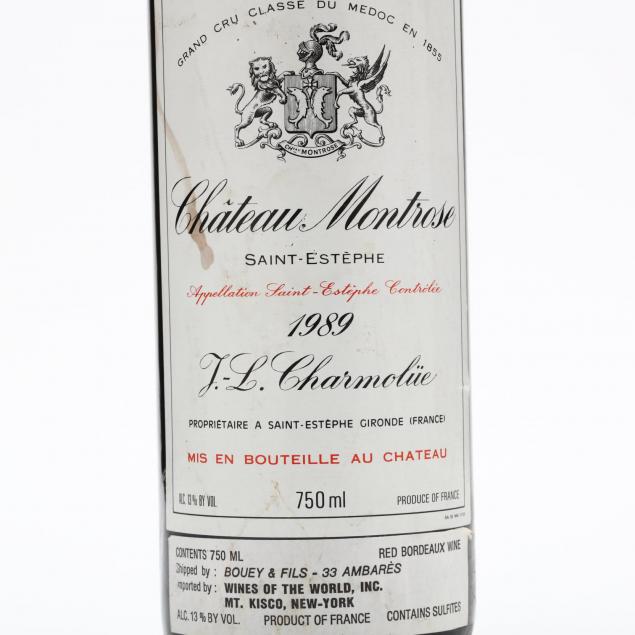 GRAND CRU CLASSÉ DU MEDOC EN 1855
CHAU MONTROSE
Château Montrose
SAINT-ESTÈPHE
Appellation Saint-Estèphe Contrôlée
1989
J.-L. Charmolüe
PROPRIÉTAIRE A SAINT-ESTÈPHE GIRONDE (FRANCE)
MIS EN BOUTEILLE AU CHATEAU
ALC. 13 % BY VOL. 750 ml PRODUCE OF FRANCE
CONTENTS 750 ML RED BORDEAUX WINE
Shipped by : BOUEY & FILS - 33 AMBARÈS
Imported by : WINES OF THE WORLD, INC.
MT. KISCO, NEW-YORK
ALC. 13 % BY VOL. PRODUCT OF FRANCE CONTAINS SULFITES